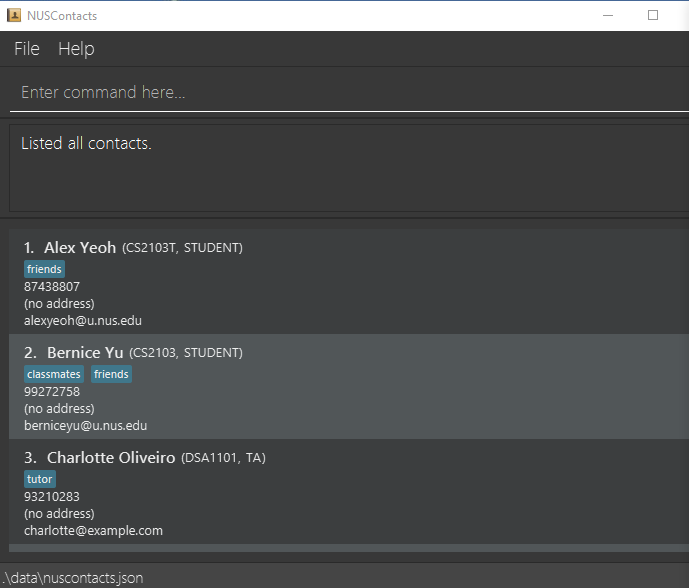 NUSContacts
File Help
Enter command here...
Listed all contacts.
1. Alex Yeoh (CS2103T, STUDENT)
friends
87438807
(no address)
alexyeoh@u.nus.edu
2. Bernice Yu (CS2103, STUDENT)
classmates friends
99272758
(no address)
berniceyu@u.nus.edu
3. Charlotte Oliveiro (DSA1101, TA)
tutor
93210283
(no address)
charlotte@example.com
.\data\nuscontacts.json